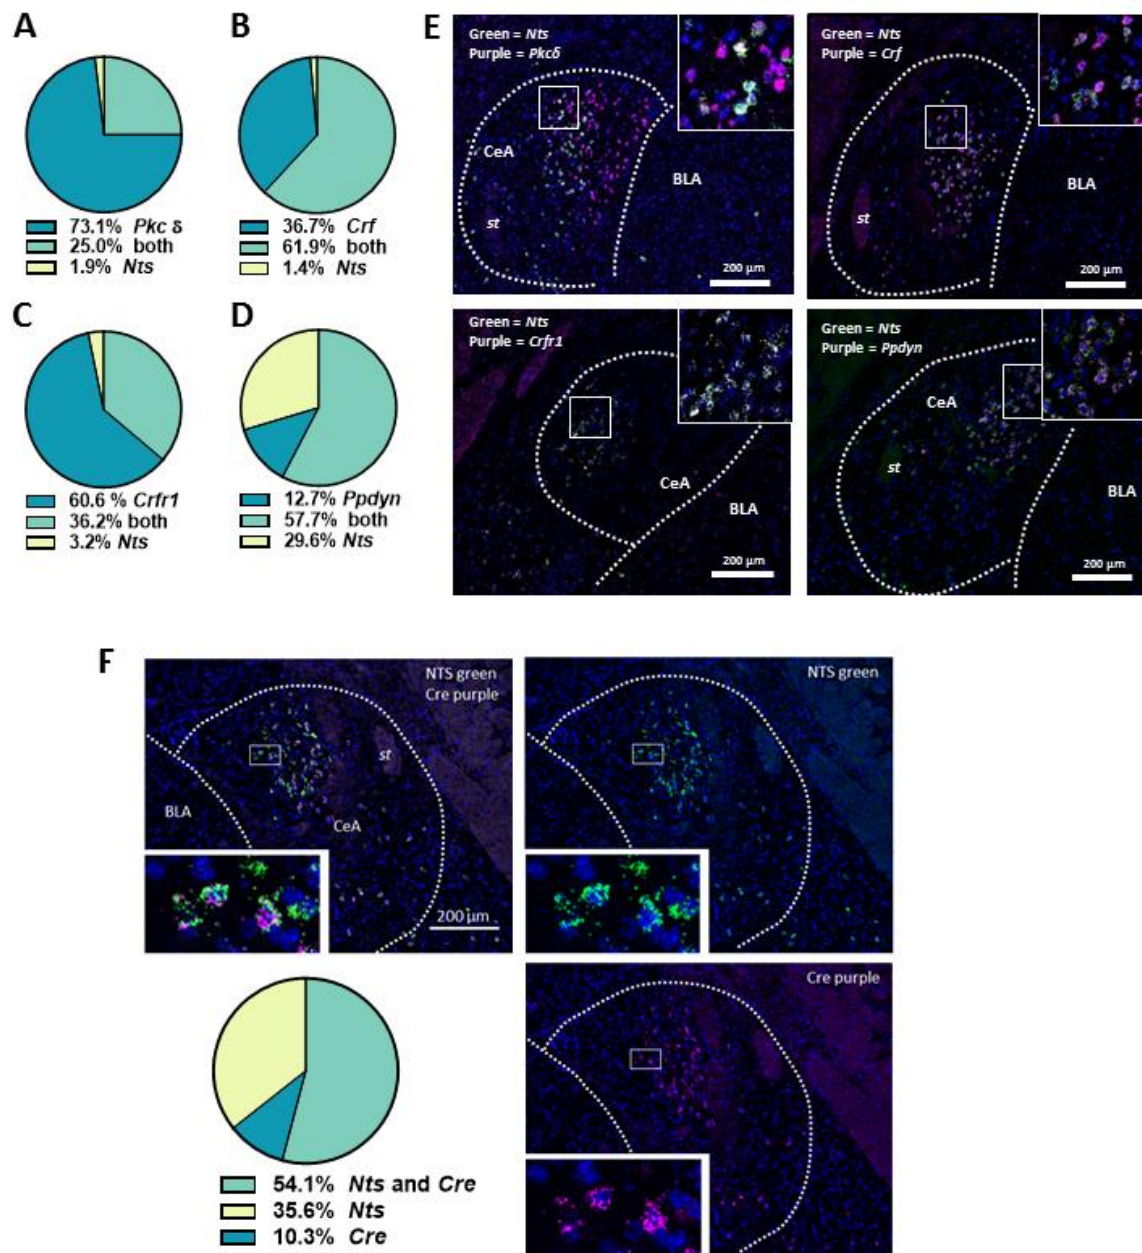 A
73.1% Pkc δ
25.0% both
1.9% Nts
B
36.7% Crf
61.9% both
1.4% Nts
C
60.6 % Crfr1
36.2% both
3.2% Nts
D
12.7% Ppdyn
57.7% both
29.6% Nts
E
Green = Nts
Purple = Pkcδ
CeA
BLA
st
200 µm
Green = Nts
Purple = Crf
BLA
st
200 µm
Green = Nts
Purple = Crfr1
CeA
BLA
200 µm
Green = Nts
Purple = Ppdyn
CeA
st
BLA
200 µm
F
NTS green
Cre purple
st
BLA
CeA
200 µm
NTS green
Cre purple
54.1% Nts and Cre
35.6% Nts
10.3% Cre